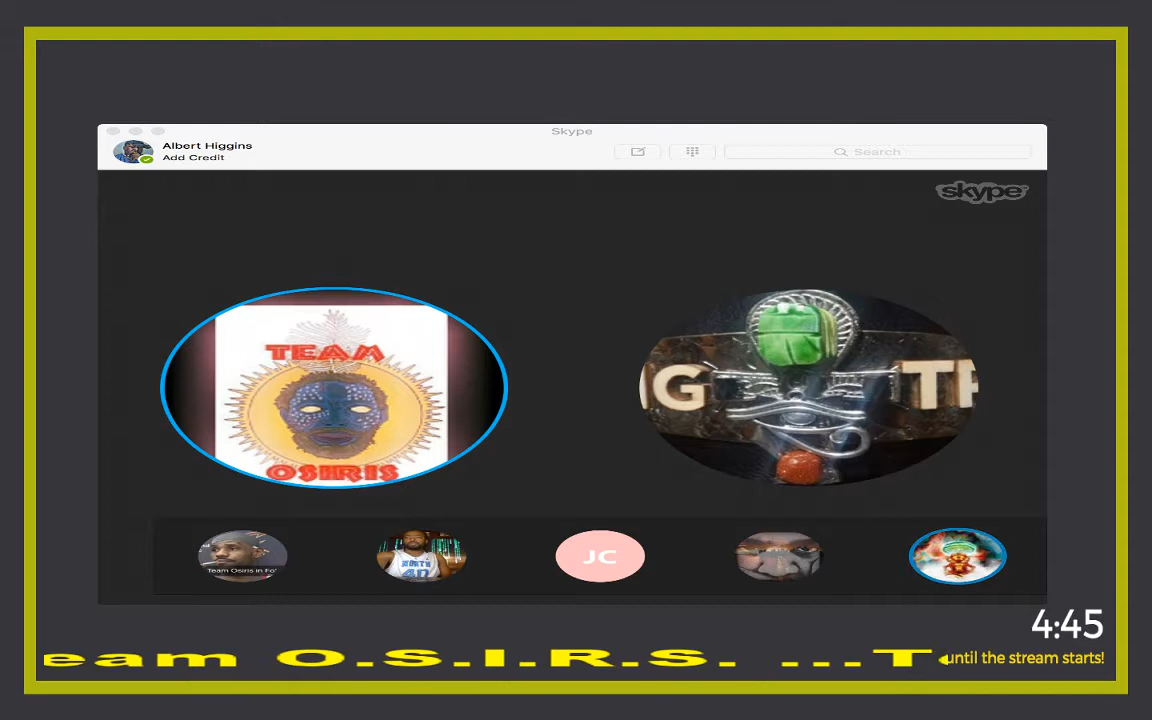 Skype
Albert Higgins
Add Credit
Search
skype
TEAM
OSIRIS
G
T
Team Osiris in Fo
NORTH
40
JC
4:45
until the stream starts!
eam O.S.I.R.S. ...T